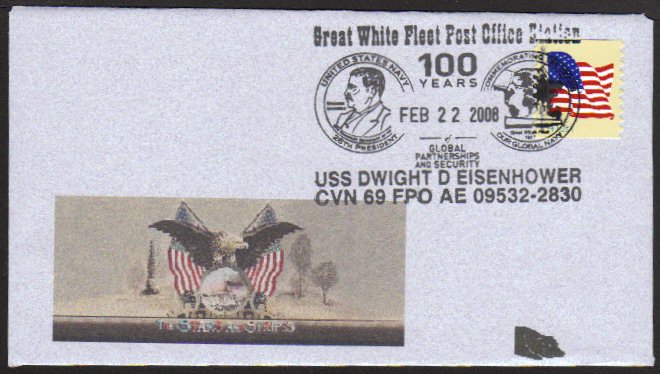 Great White Fleet Post Office Station
UNITED STATES NAVY
26TH PRESIDENT
100
YEARS
FEB 22 2008
of
GLOBAL
PARTNERSHIPS
AND SECURITY
COMMEMORATING
OUR GLOBAL NAVY
USS DWIGHT D EISENHOWER
CVN 69 FPO AE 09532-2830
THE STARS AND STRIPES